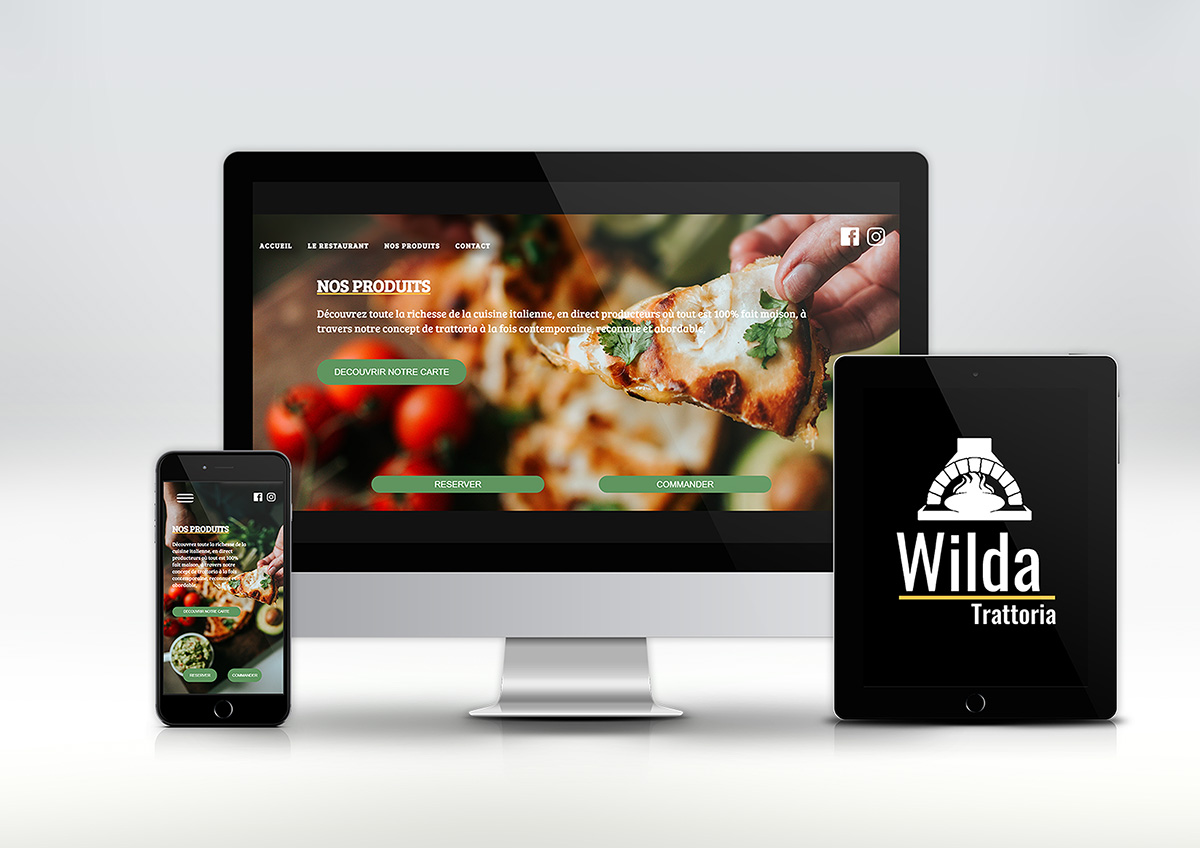 ACCUEIL LE RESTAURANT NOS PRODUITS CONTACT
NOS PRODUITS
Découvrez toute la richesse de la cuisine italienne, en direct producteurs où tout est 100% fait maison, à
travers notre concept de trattoria à la fois contemporaine, reconnue et abordable.
DECOUVRIR NOTRE CARTE
RESERVER COMMANDER
NOS PRODUITS
Découvrez toute la richesse de la
cuisine italienne, en direct
producteurs où tout est 100%
fait maison, à travers notre
concept de trattoria à la fois
contemporaine, reconnue et
abordable.
DECOUVRIR NOTRE CARTE
RESERVER COMMANDER
Wilda
Trattoria